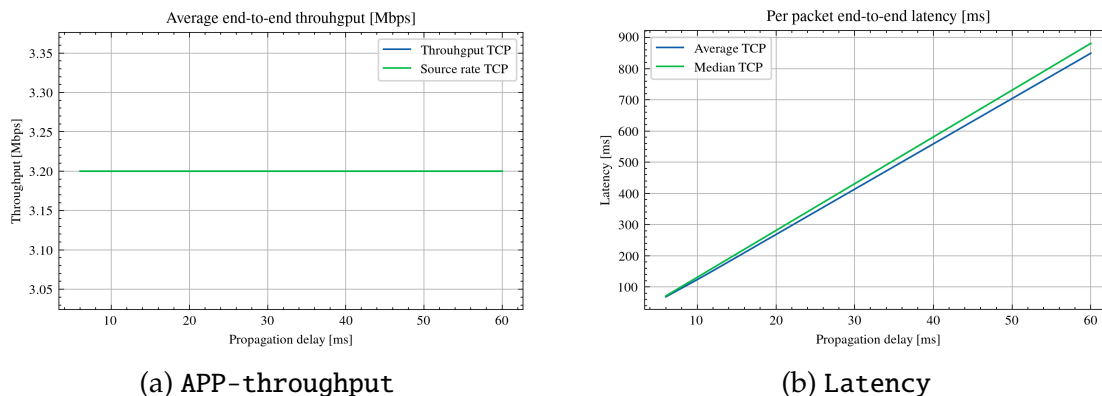 Average end-to-end throuhgput [Mbps]
Throughput [Mbps]
3.35
3.30
3.25
3.20
3.15
3.10
3.05
Throuhgput TCP
Source rate TCP
10 20 30 40 50 60
Propagation delay [ms]
(a) APP-throughput
Per packet end-to-end latency [ms]
Latency [ms]
900
800
700
600
500
400
300
200
100
Average TCP
Median TCP
10 20 30 40 50 60
Propagation delay [ms]
(b) Latency